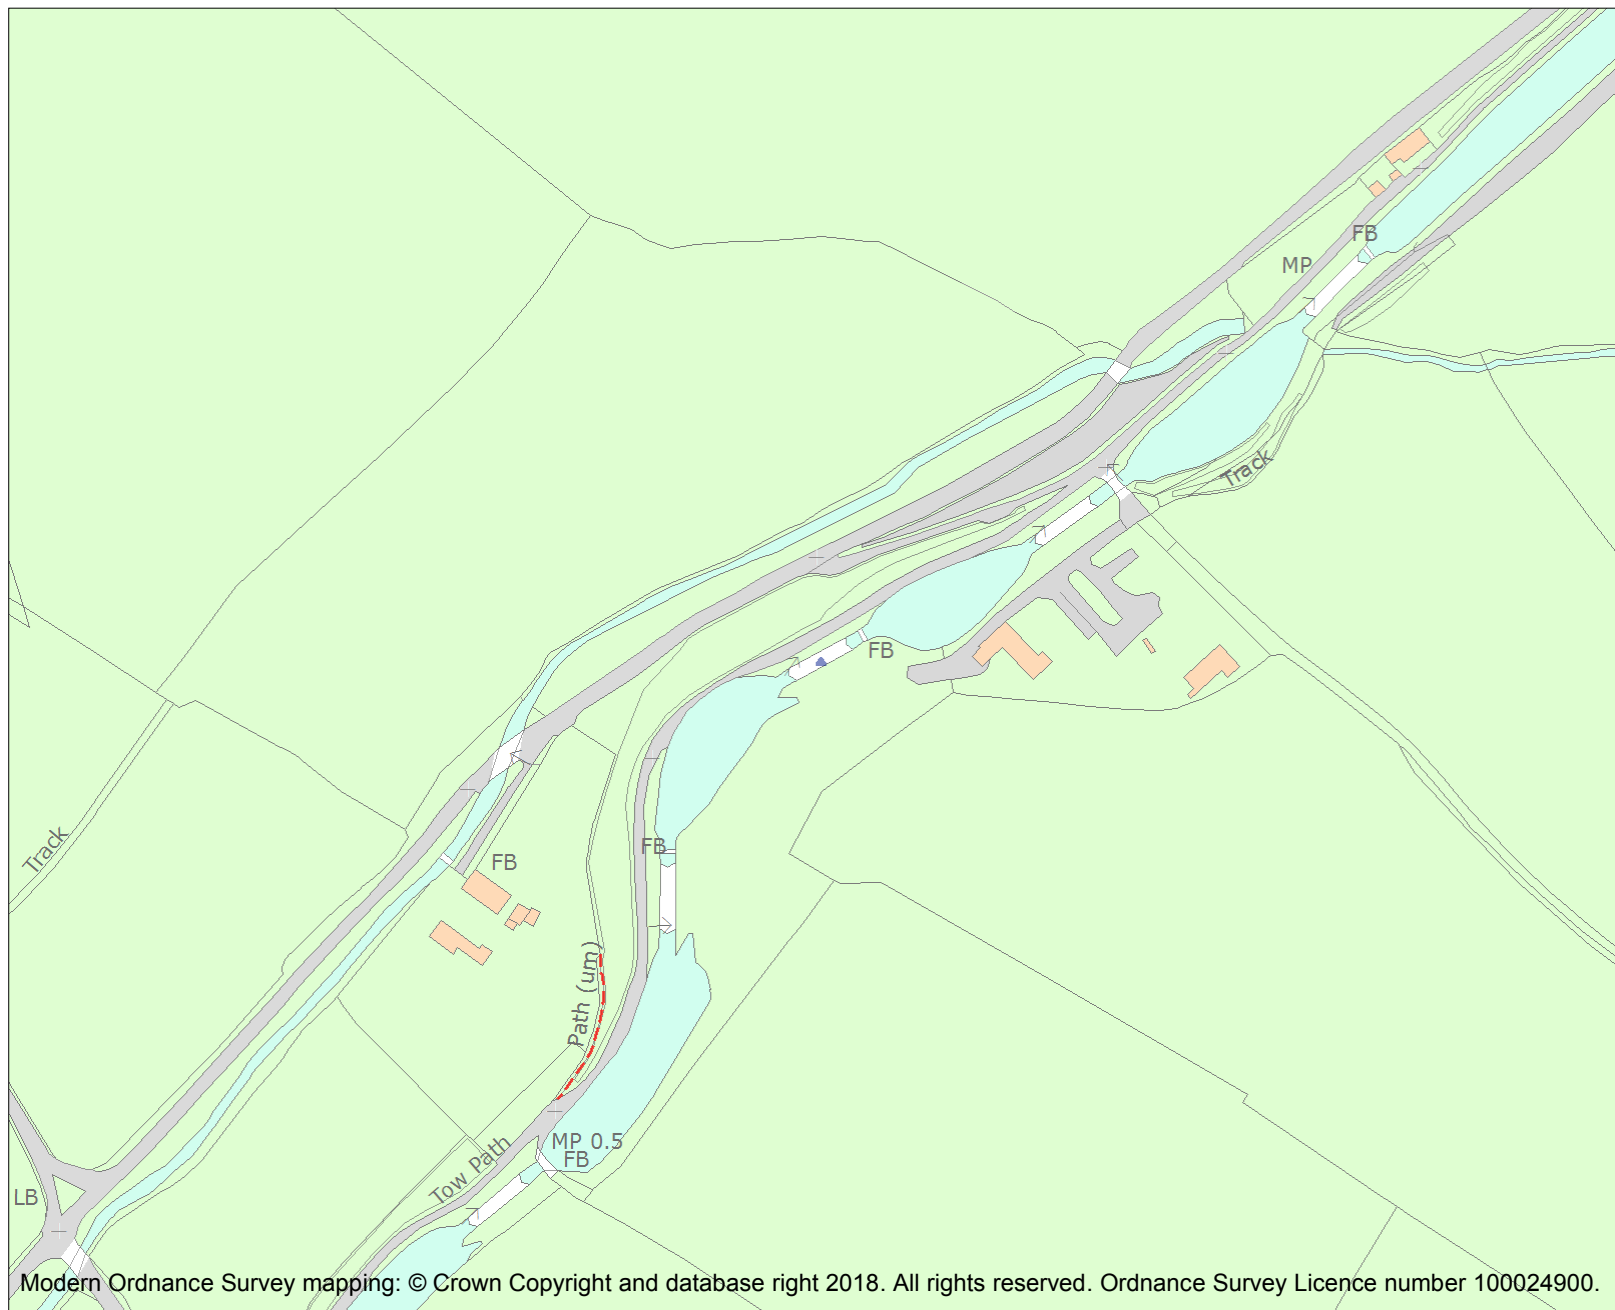 FB
MP
Track
FB
Track
FB
FB
Path (um)
MP 0.5
FB
Tow Path
LB
Modern Ordnance Survey mapping: © Crown Copyright and database right 2018. All rights reserved. Ordnance Survey Licence number 100024900.